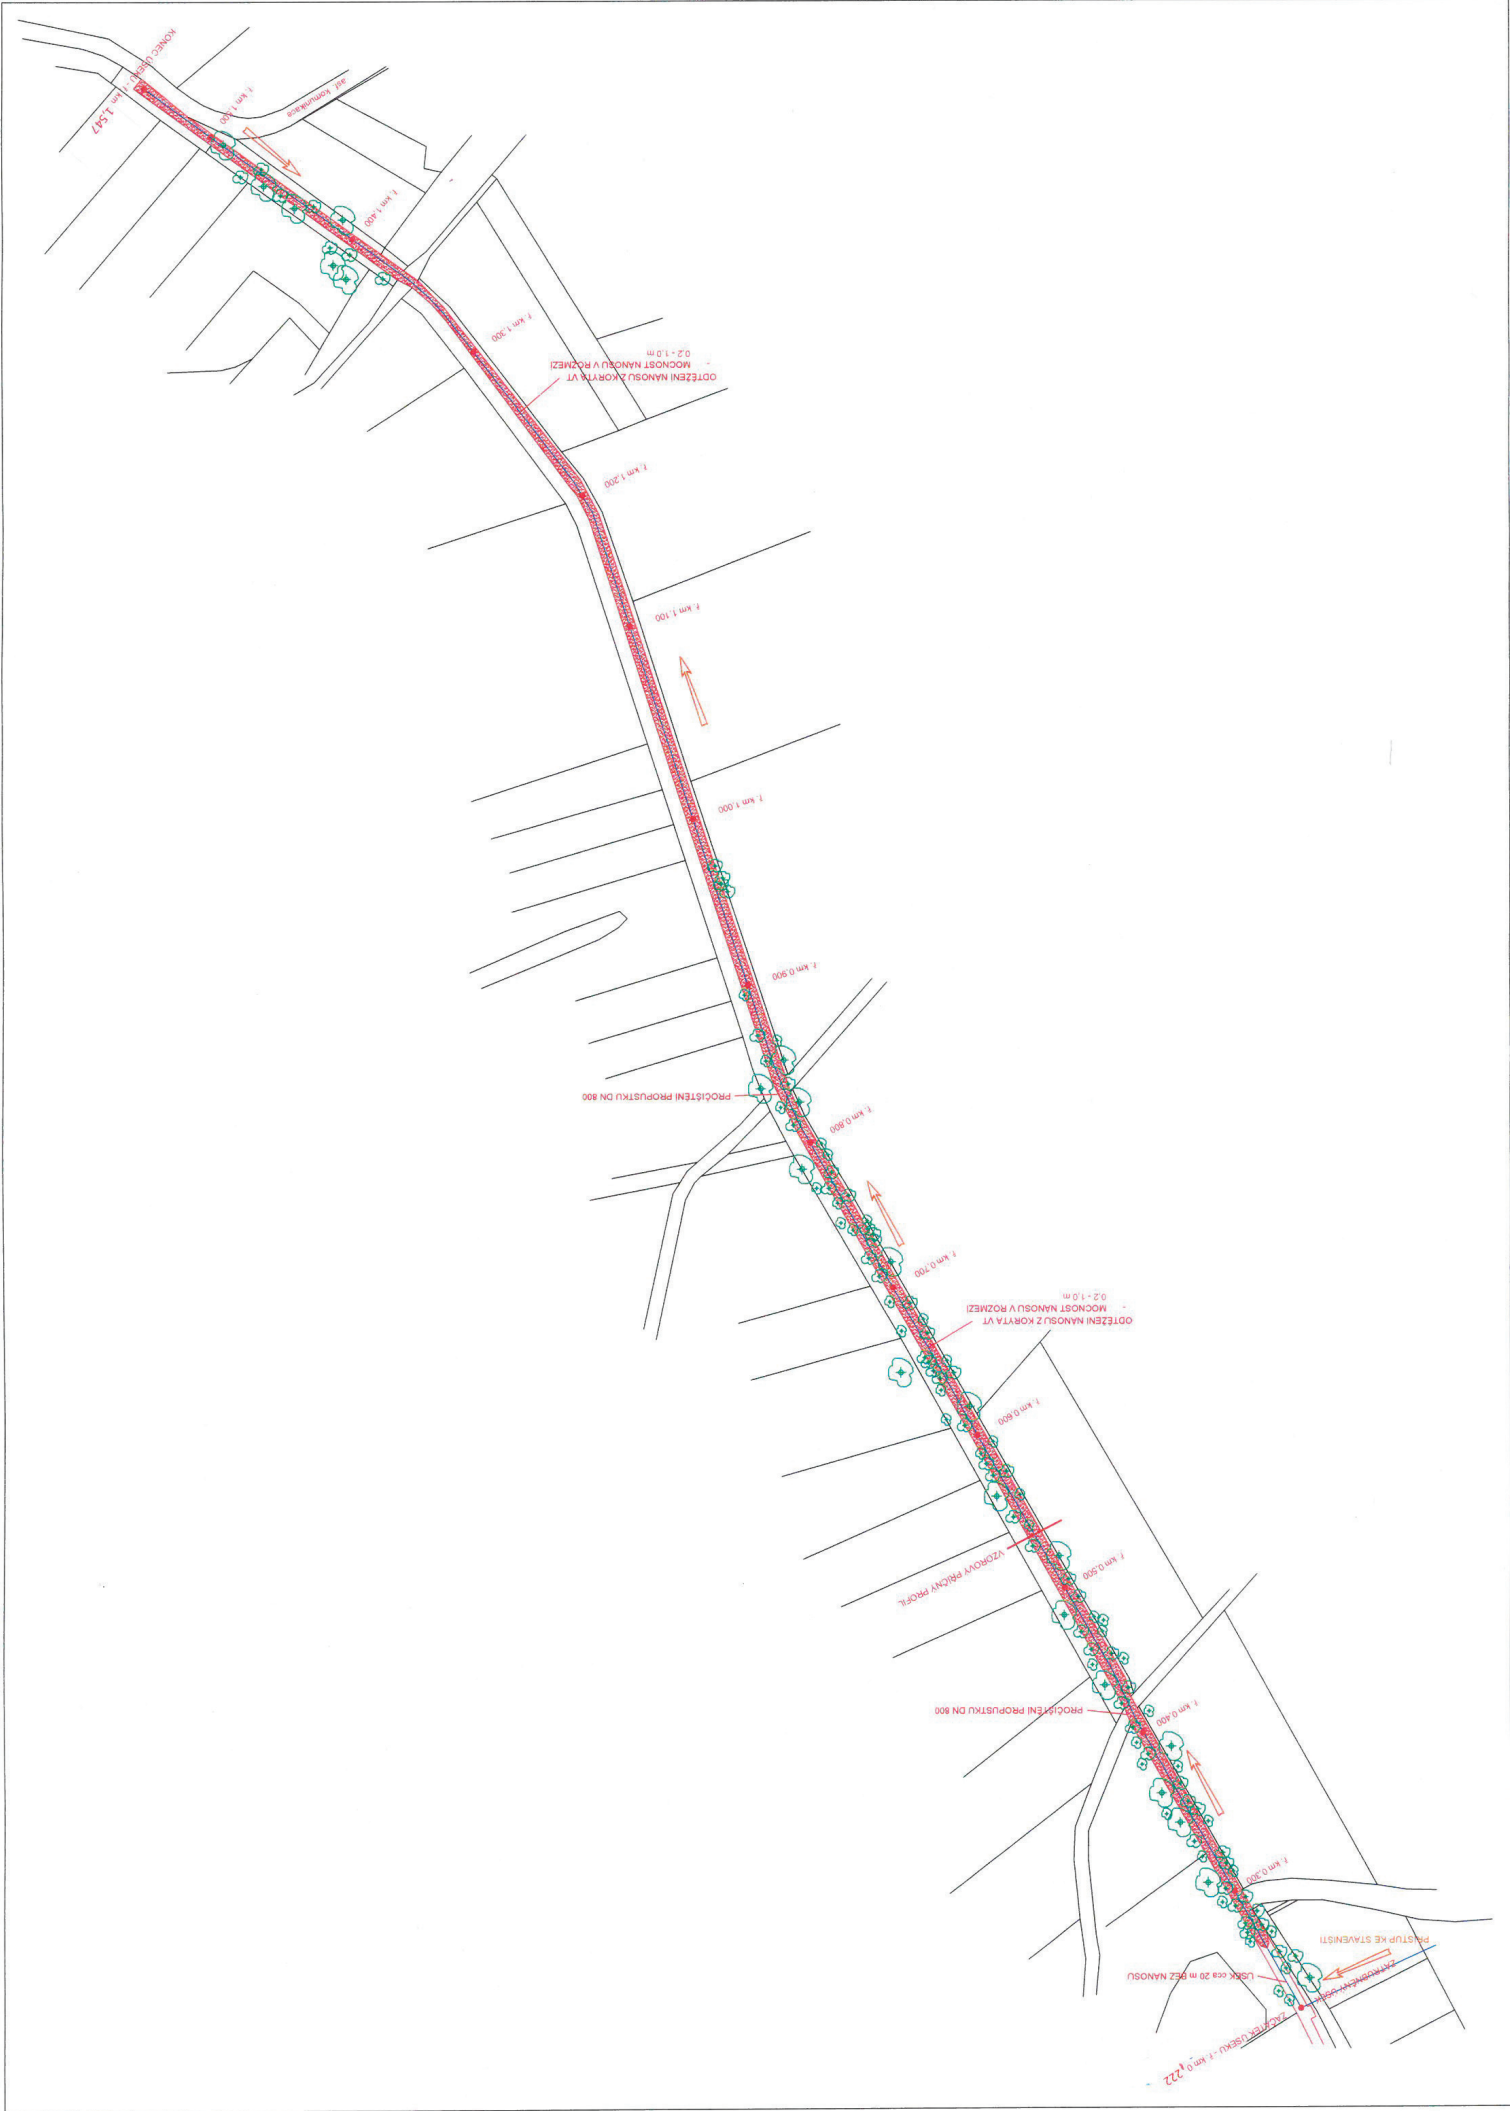 ZAČÁTEK ÚSEKU - ř. km 0,222
ZATRUBNĚNÝ ÚSEK
PŘÍSTUP KE STAVENIŠTI
ÚSEK cca 20 m BEZ NÁNOSU
ř. km 0,300
ř. km 0,400
PROČIŠTĚNÍ PROPUSTKU DN 800
ř. km 0,500
VZOROVÝ PŘÍČNÝ PROFIL
ř. km 0,600
ODTĚŽENÍ NÁNOSU Z KORYTA VT
- MOCNOST NÁNOSU V ROZMEZÍ
0,2 - 1,0 m
ř. km 0,700
ř. km 0,800
PROČIŠTĚNÍ PROPUSTKU DN 800
ř. km 0,900
ř. km 1,000
ř. km 1,100
ř. km 1,200
ODTĚŽENÍ NÁNOSU Z KORYTA VT
- MOCNOST NÁNOSU V ROZMEZÍ
0,2 - 1,0 m
ř. km 1,300
ř. km 1,400
asf. komunikace
ř. km 1,500
KONEC ÚSEKU - ř. km 1,547